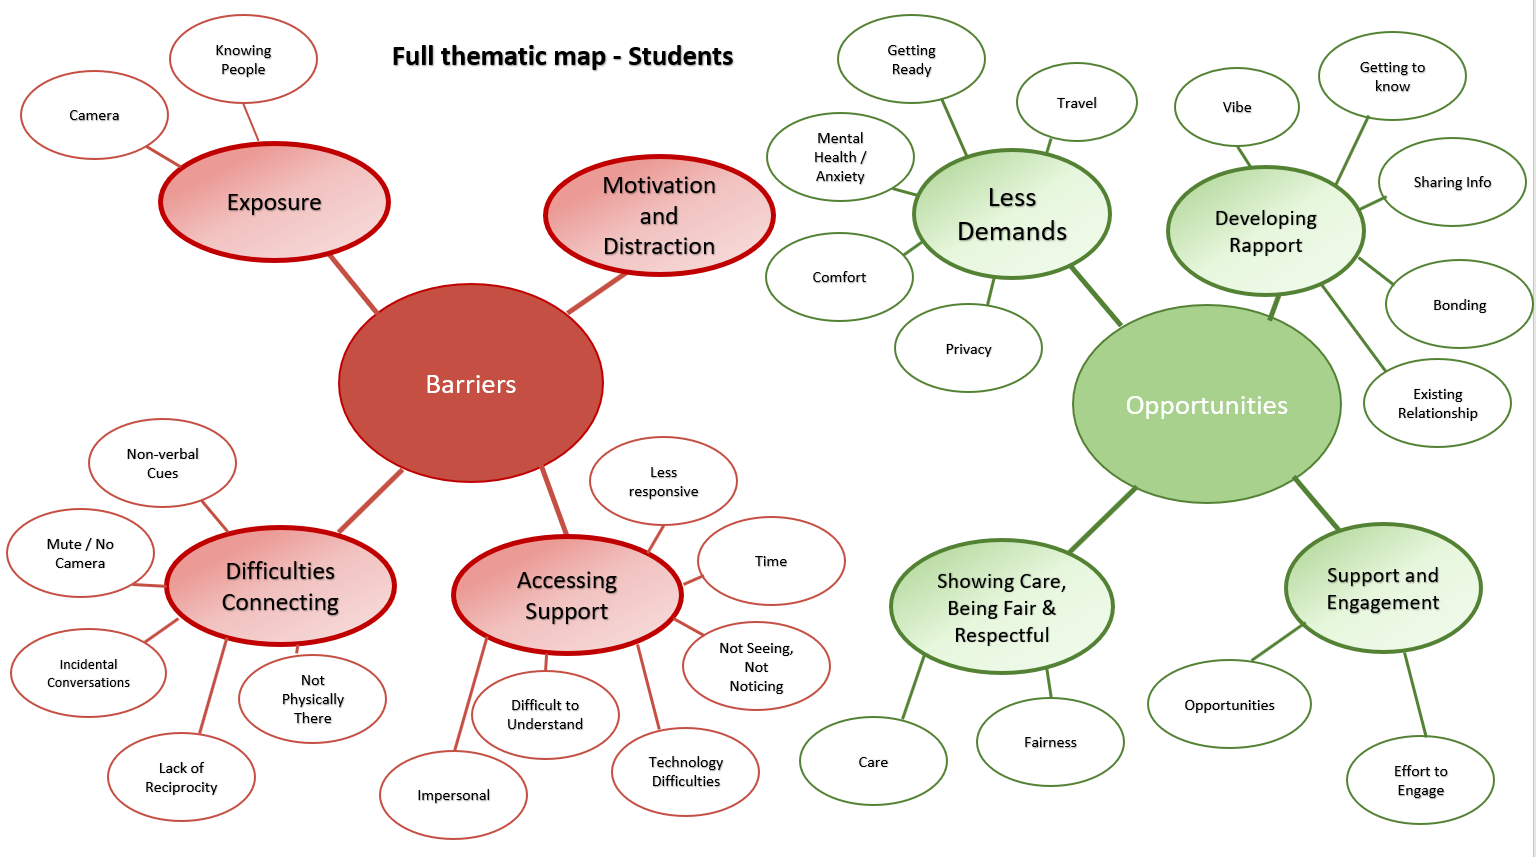 Full thematic map - Students
Knowing
People
Camera
Exposure
Motivation
and
Distraction
Barriers
Non-verbal
Cues
Mute / No
Camera
Difficulties
Connecting
Incidental
Conversations
Not
Physically
There
Lack of
Reciprocity
Less
responsive
Time
Accessing
Support
Not Seeing,
Not
Noticing
Difficult to
Understand
Technology
Difficulties
Impersonal
Getting
Ready
Travel
Mental
Health /
Anxiety
Less
Demands
Comfort
Privacy
Vibe
Getting to
know
Sharing Info
Developing
Rapport
Bonding
Existing
Relationship
Opportunities
Showing Care,
Being Fair &
Respectful
Care
Fairness
Support and
Engagement
Opportunities
Effort to
Engage